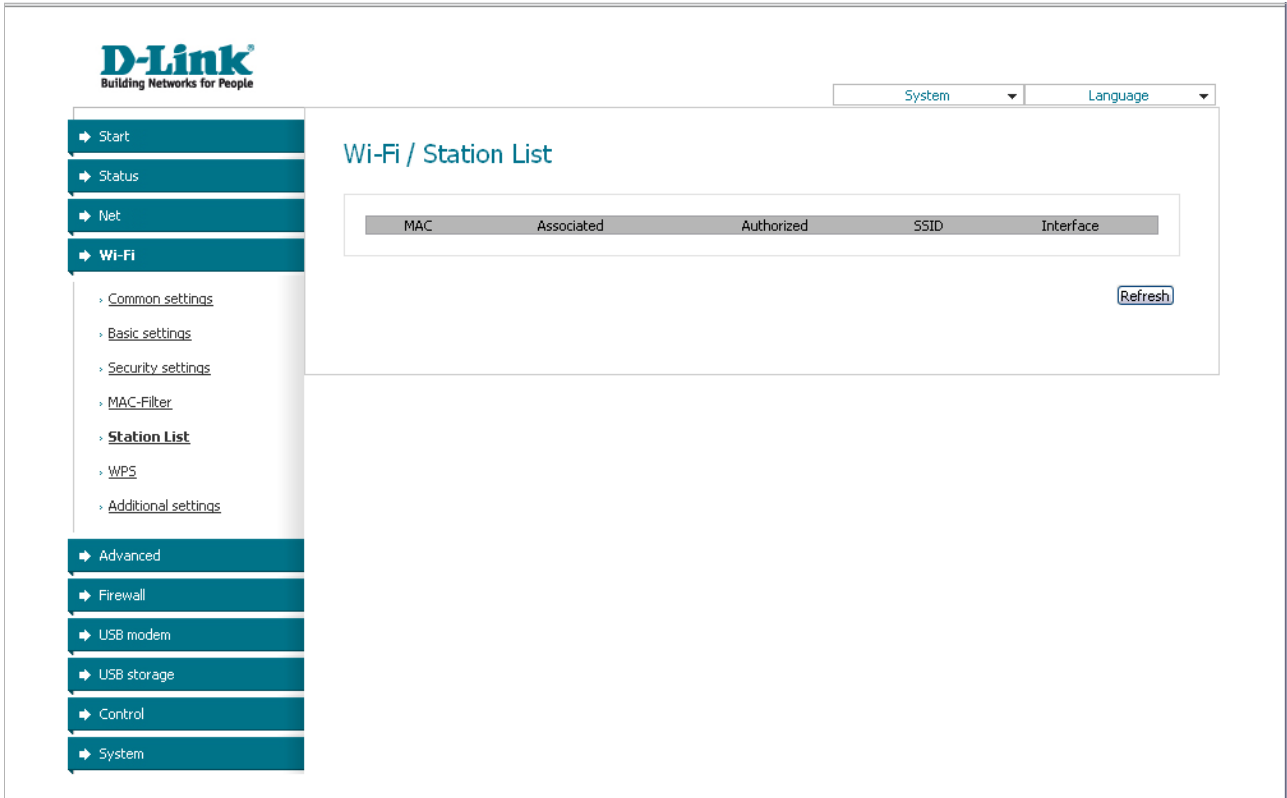 D-Link
Building Networks for People
System Language
Start
Status
Net
Wi-Fi
Common settings
Basic settings
Security settings
MAC-Filter
Station List
WPS
Additional settings
Advanced
Firewall
USB modem
USB storage
Control
System
Wi-Fi / Station List
MAC Associated Authorized SSID Interface
Refresh